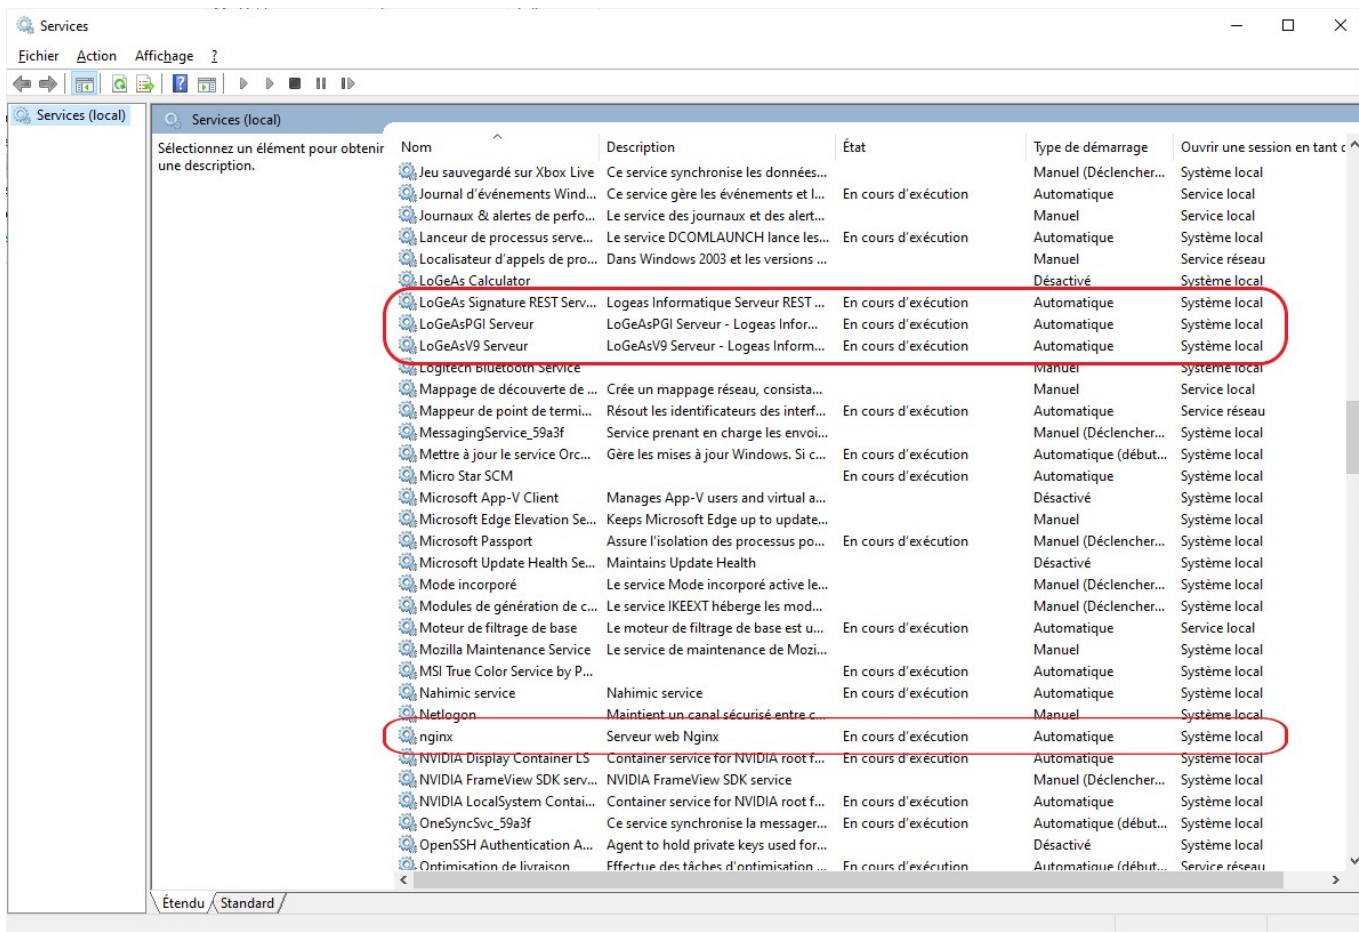 Services
Fichier Action Affichage ?
Services (local)
Services (local)
Sélectionnez un élément pour obtenir une description.
Nom Description État Type de démarrage Ouvrir une session en tant
Jeu sauvegardé sur Xbox Live Ce service synchronise les données... Manuel (Déclencher... Système local
Journal d'événements Wind... Ce service gère les événements et l... En cours d'exécution Automatique Service local
Journaux & alertes de perfo... Le service des journaux et des alert... Manuel Service local
Lanceur de processus serve... Le service DCOMLAUNCH lance les... En cours d'exécution Automatique Système local
Localisateur d'appels de pro... Dans Windows 2003 et les versions ... Manuel Service réseau
LoGeAs Calculator Désactivé Système local
LoGeAs Signature REST Serv... Logeas Informatique Serveur REST ... En cours d'exécution Automatique Système local
LoGeAsPGI Serveur LoGeAsPGI Serveur - Logeas Infor... En cours d'exécution Automatique Système local
LoGeAsV9 Serveur LoGeAsV9 Serveur - Logeas Inform... En cours d'exécution Automatique Système local
Logitech Bluetooth Service Manuel Système local
Mappage de découverte de ... Crée un mappage réseau, consista... Manuel Service local
Mappeur de point de termi... Résout les identificateurs des interf... En cours d'exécution Automatique Service réseau
MessagingService_59a3f Service prenant en charge les envoi... Manuel (Déclencher... Système local
Mettre à jour le service Orc... Gère les mises à jour Windows. Si c... En cours d'exécution Automatique (début... Système local
Micro Star SCM En cours d'exécution Automatique Système local
Microsoft App-V Client Manages App-V users and virtual a... Désactivé Système local
Microsoft Edge Elevation Se... Keeps Microsoft Edge up to update... Manuel Système local
Microsoft Passport Assure l'isolation des processus po... En cours d'exécution Manuel (Déclencher... Système local
Microsoft Update Health Se... Maintains Update Health Désactivé Système local
Mode incorporé Le service Mode incorporé active le... Manuel (Déclencher... Système local
Modules de génération de c... Le service IKEEXT héberge les mod... Manuel (Déclencher... Système local
Moteur de filtrage de base Le moteur de filtrage de base est u... En cours d'exécution Automatique Service local
Mozilla Maintenance Service Le service de maintenance de Mozi... Manuel Système local
MSI True Color Service by P... En cours d'exécution Automatique Système local
Nahimic service Nahimic service En cours d'exécution Automatique Système local
Netlogon Maintient un canal sécurisé entre c... Manuel Système local
nginx Serveur web Nginx En cours d'exécution Automatique Système local
NVIDIA Display Container LS Container service for NVIDIA root f... En cours d'exécution Automatique Système local
NVIDIA FrameView SDK serv... NVIDIA FrameView SDK service Manuel (Déclencher... Système local
NVIDIA LocalSystem Contai... Container service for NVIDIA root f... En cours d'exécution Automatique Système local
OneSyncSvc_59a3f Ce service synchronise la messager... En cours d'exécution Automatique (début... Système local
OpenSSH Authentication A... Agent to hold private keys used for... Désactivé Système local
Optimisation de livraison Effectue des tâches d'optimisation ... En cours d'exécution Automatique (début... Service réseau
Étendu Standard